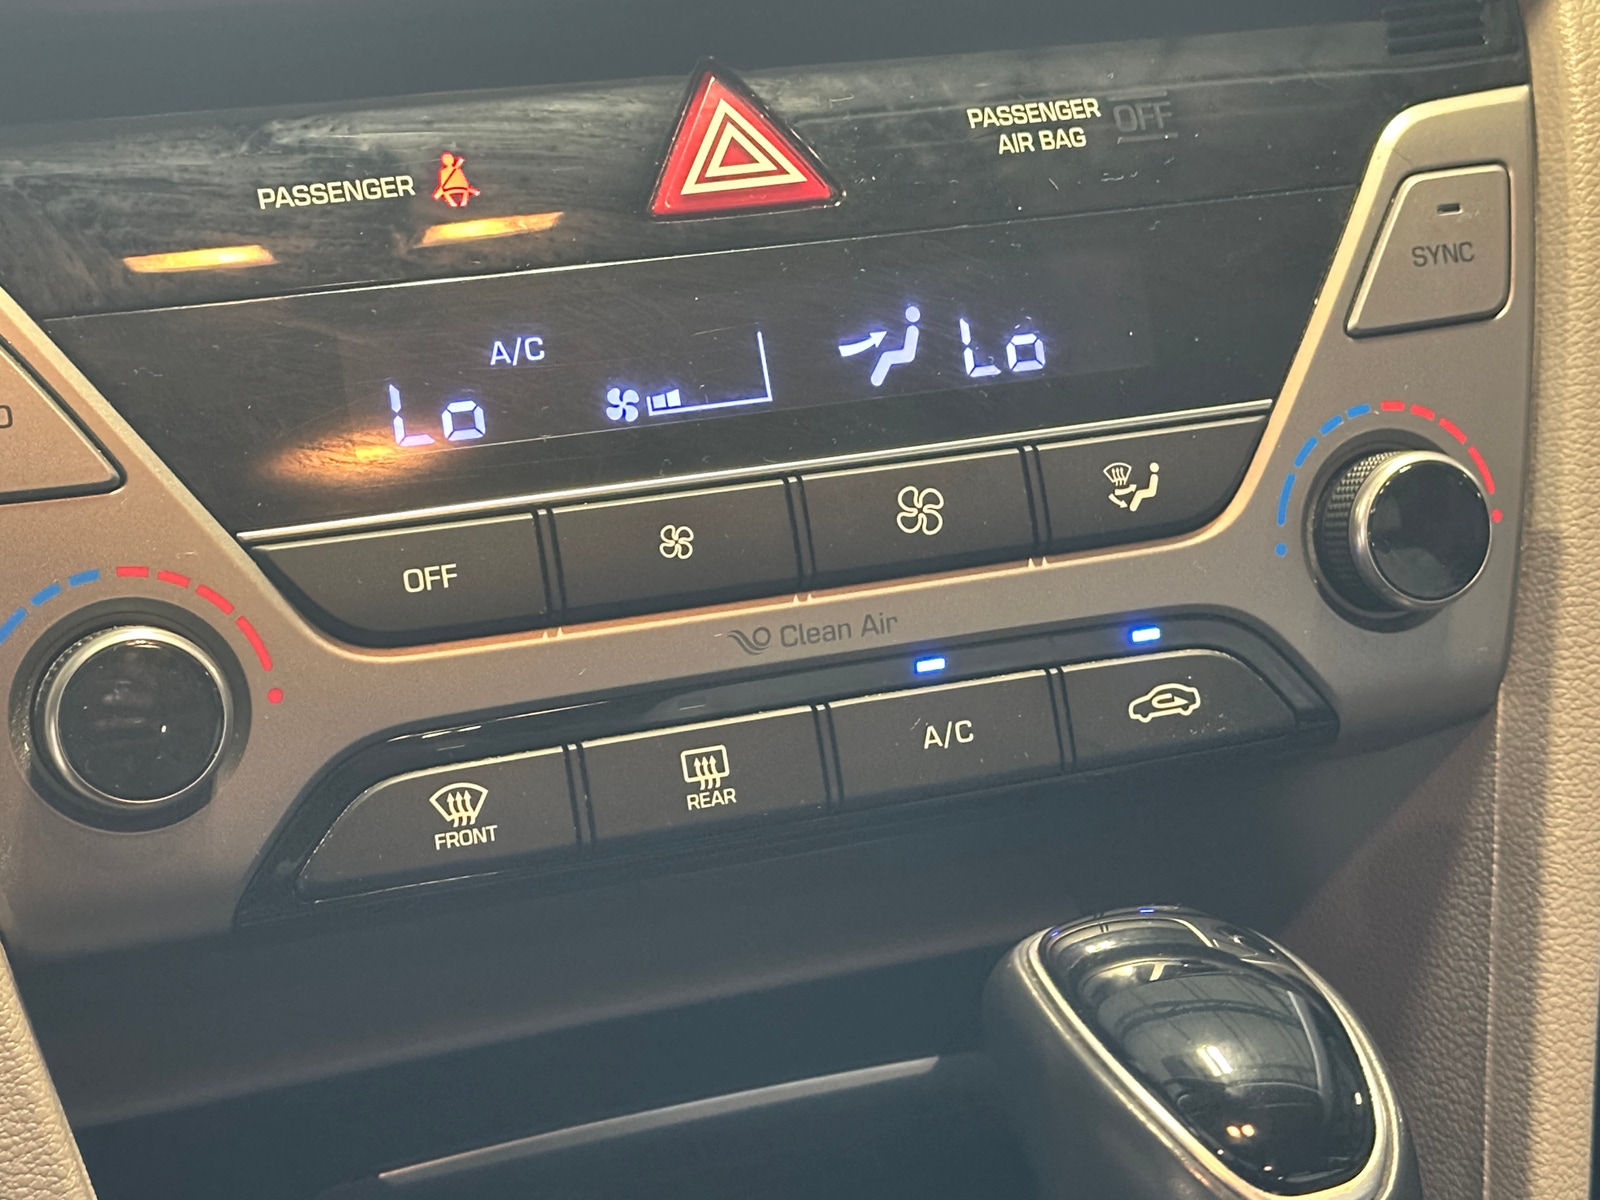 PASSENGER
PASSENGER
AIR BAG
OFF
SYNC
A/C
Lo
Lo
OFF
Clean Air
FRONT
REAR
A/C